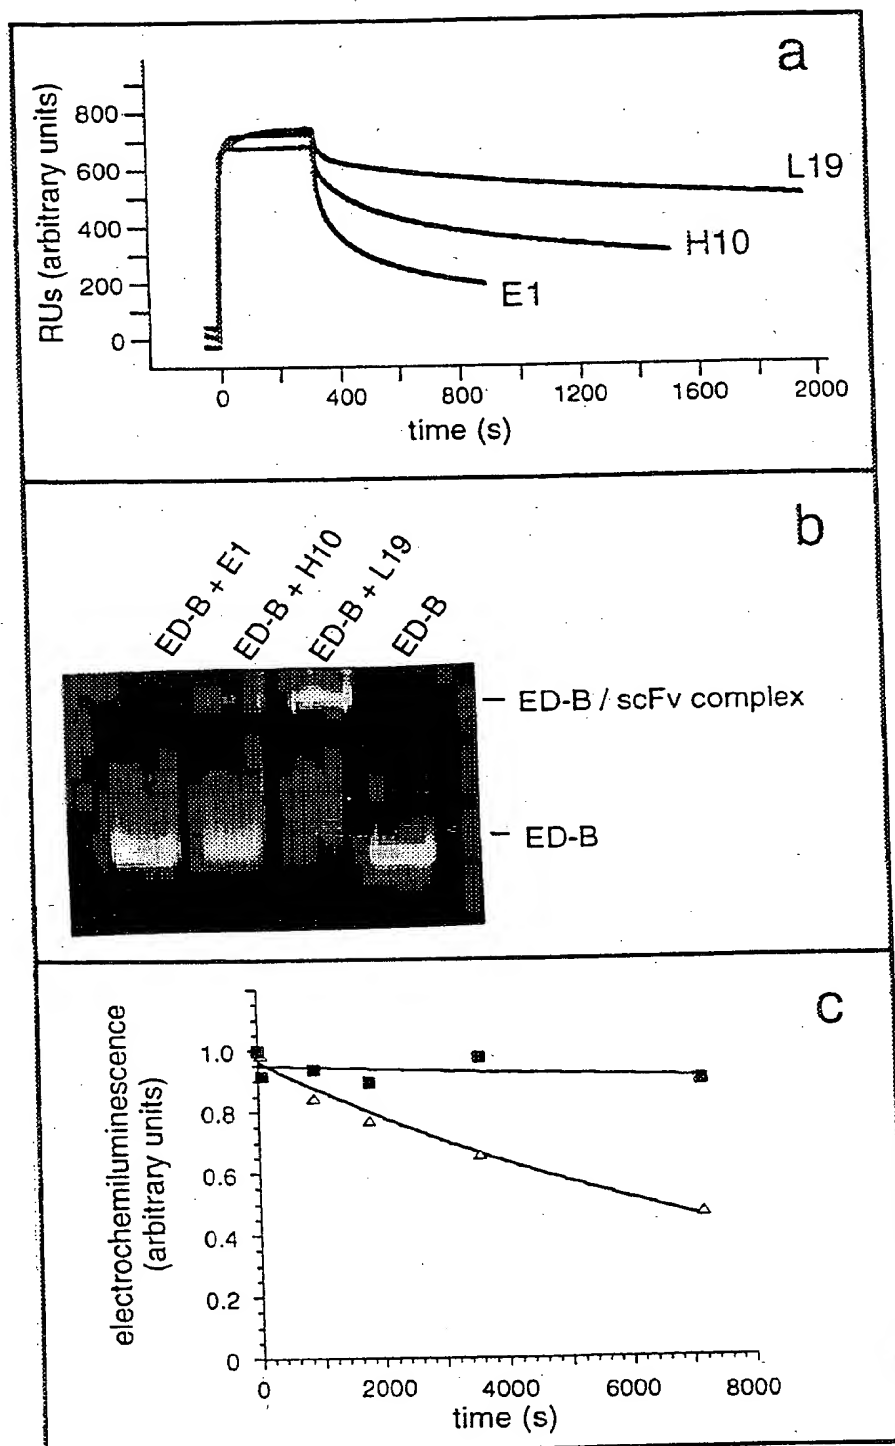 a
RUs (arbitrary units)
800
600
400
200
0
L19
H10
E1
0 400 800 1200 1600 2000
time (s)
b
ED-B + E1
ED-B + H10
ED-B + L19
ED-B
ED-B / scFv complex
ED-B
c
electrochemiluminescence
(arbitrary units)
1.0
0.8
0.6
0.4
0.2
0
0 2000 4000 6000 8000
time (s)